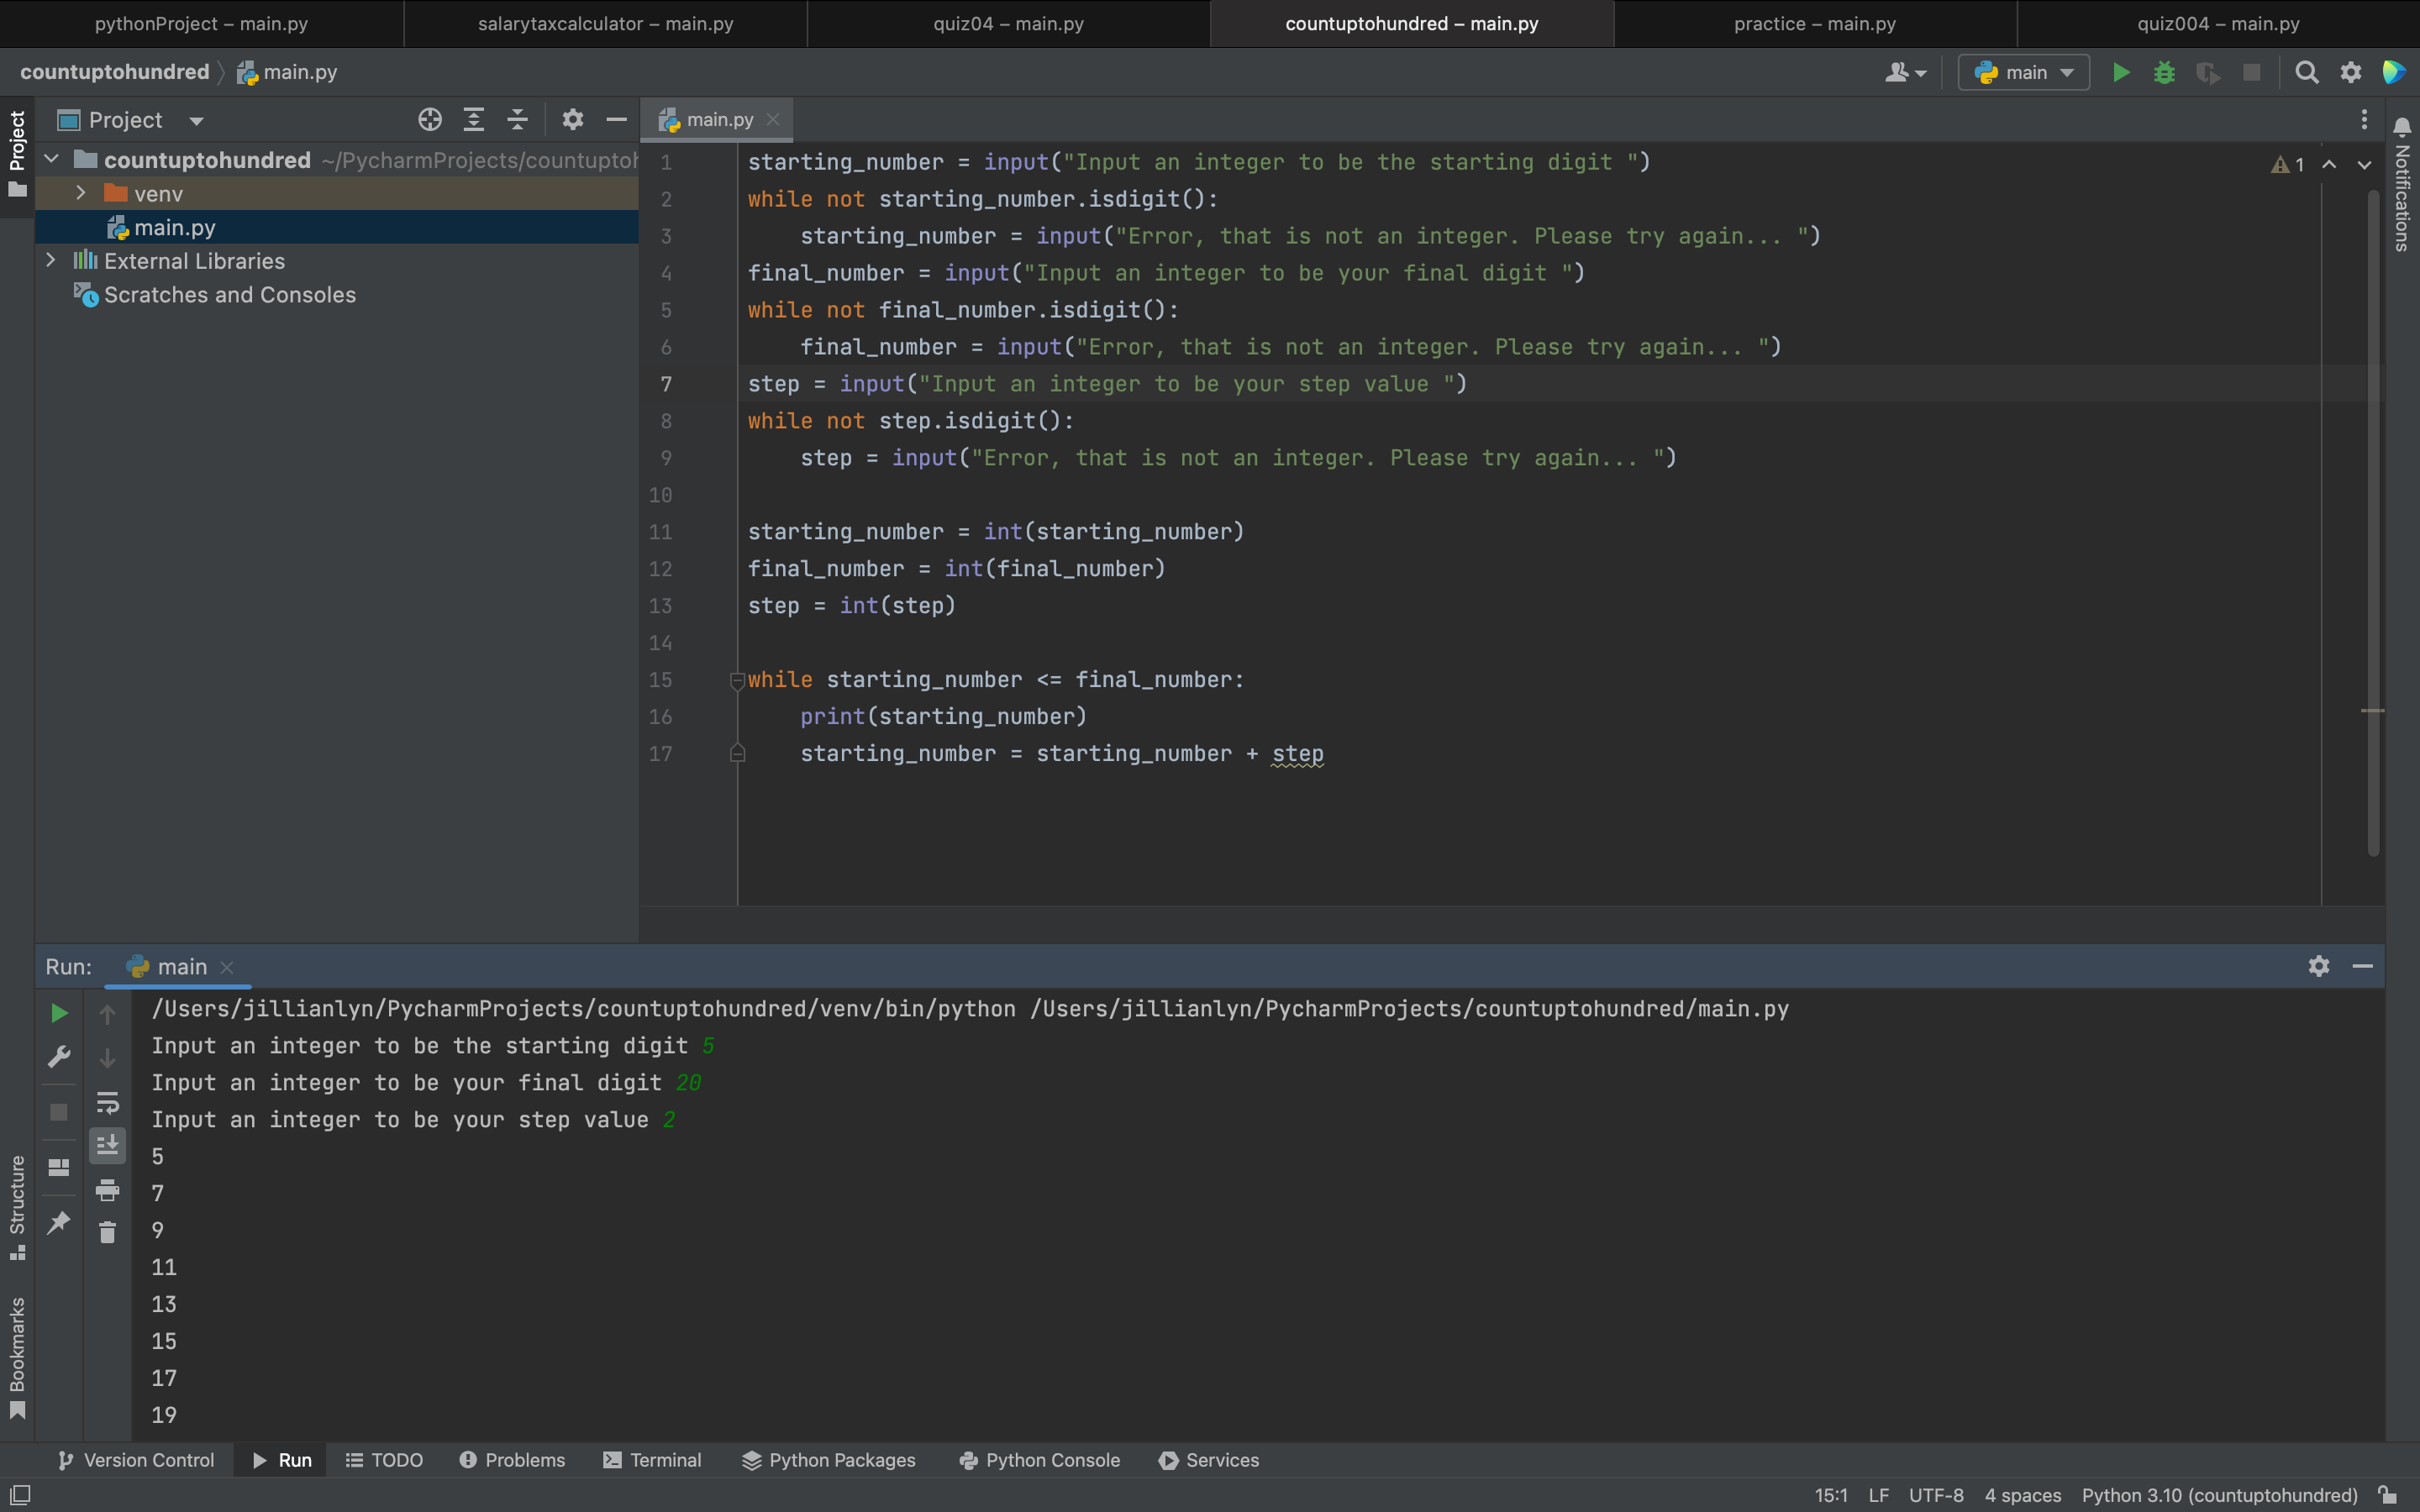 pythonProject – main.py
salarytaxcalculator – main.py
quiz04 – main.py
countuptohundred – main.py
practice – main.py
quiz004 – main.py
countuptohundred
main.py
main
Project
Project
main.py
Notifications
countuptohundred ~/PycharmProjects/countuptoh
venv
main.py
External Libraries
Scratches and Consoles
1
1 starting_number = input("Input an integer to be the starting digit ")
2 while not starting_number.isdigit():
3     starting_number = input("Error, that is not an integer. Please try again... ")
4 final_number = input("Input an integer to be your final digit ")
5 while not final_number.isdigit():
6     final_number = input("Error, that is not an integer. Please try again... ")
7 step = input("Input an integer to be your step value ")
8 while not step.isdigit():
9     step = input("Error, that is not an integer. Please try again... ")
10
11 starting_number = int(starting_number)
12 final_number = int(final_number)
13 step = int(step)
14
15 while starting_number <= final_number:
16     print(starting_number)
17     starting_number = starting_number + step
Run:
main
/Users/jillianlyn/PycharmProjects/countuptohundred/venv/bin/python /Users/jillianlyn/PycharmProjects/countuptohundred/main.py
Input an integer to be the starting digit 5
Input an integer to be your final digit 20
Input an integer to be your step value 2
5
7
9
11
13
15
17
19
Structure
Bookmarks
Version Control
Run
TODO
Problems
Terminal
Python Packages
Python Console
Services
15:1
LF
UTF-8
4 spaces
Python 3.10 (countuptohundred)